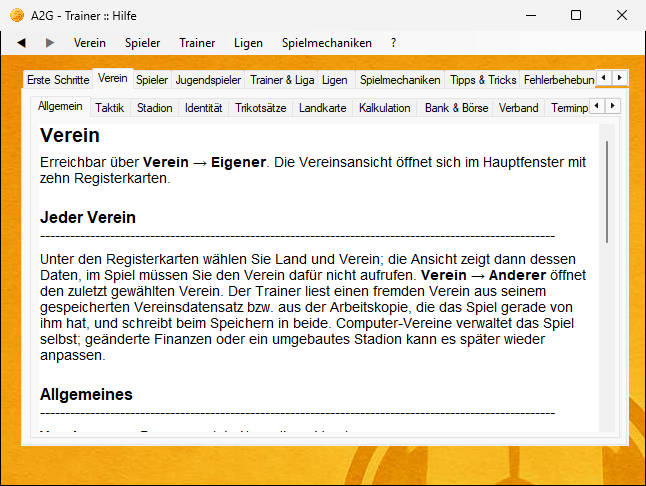 A2G - Trainer :: Hilfe
Verein Spieler Trainer Ligen Spielmechaniken ?
Erste Schritte Verein Spieler Jugendspieler Trainer & Liga Ligen Spielmechaniken Tipps & Tricks Fehlerbehebun
Allgemein Taktik Stadion Identität Trikotsätze Landkarte Kalkulation Bank & Börse Verband Terminp
Verein
Erreichbar über Verein → Eigener. Die Vereinsansicht öffnet sich im Hauptfenster mit
zehn Registerkarten.
Jeder Verein
Unter den Registerkarten wählen Sie Land und Verein; die Ansicht zeigt dann dessen
Daten, im Spiel müssen Sie den Verein dafür nicht aufrufen. Verein → Anderer öffnet
den zuletzt gewählten Verein. Der Trainer liest einen fremden Verein aus seinem
gespeicherten Vereinsdatensatz bzw. aus der Arbeitskopie, die das Spiel gerade von
ihm hat, und schreibt beim Speichern in beide. Computer-Vereine verwaltet das Spiel
selbst; geänderte Finanzen oder ein umgebautes Stadion kann es später wieder
anpassen.
Allgemeines